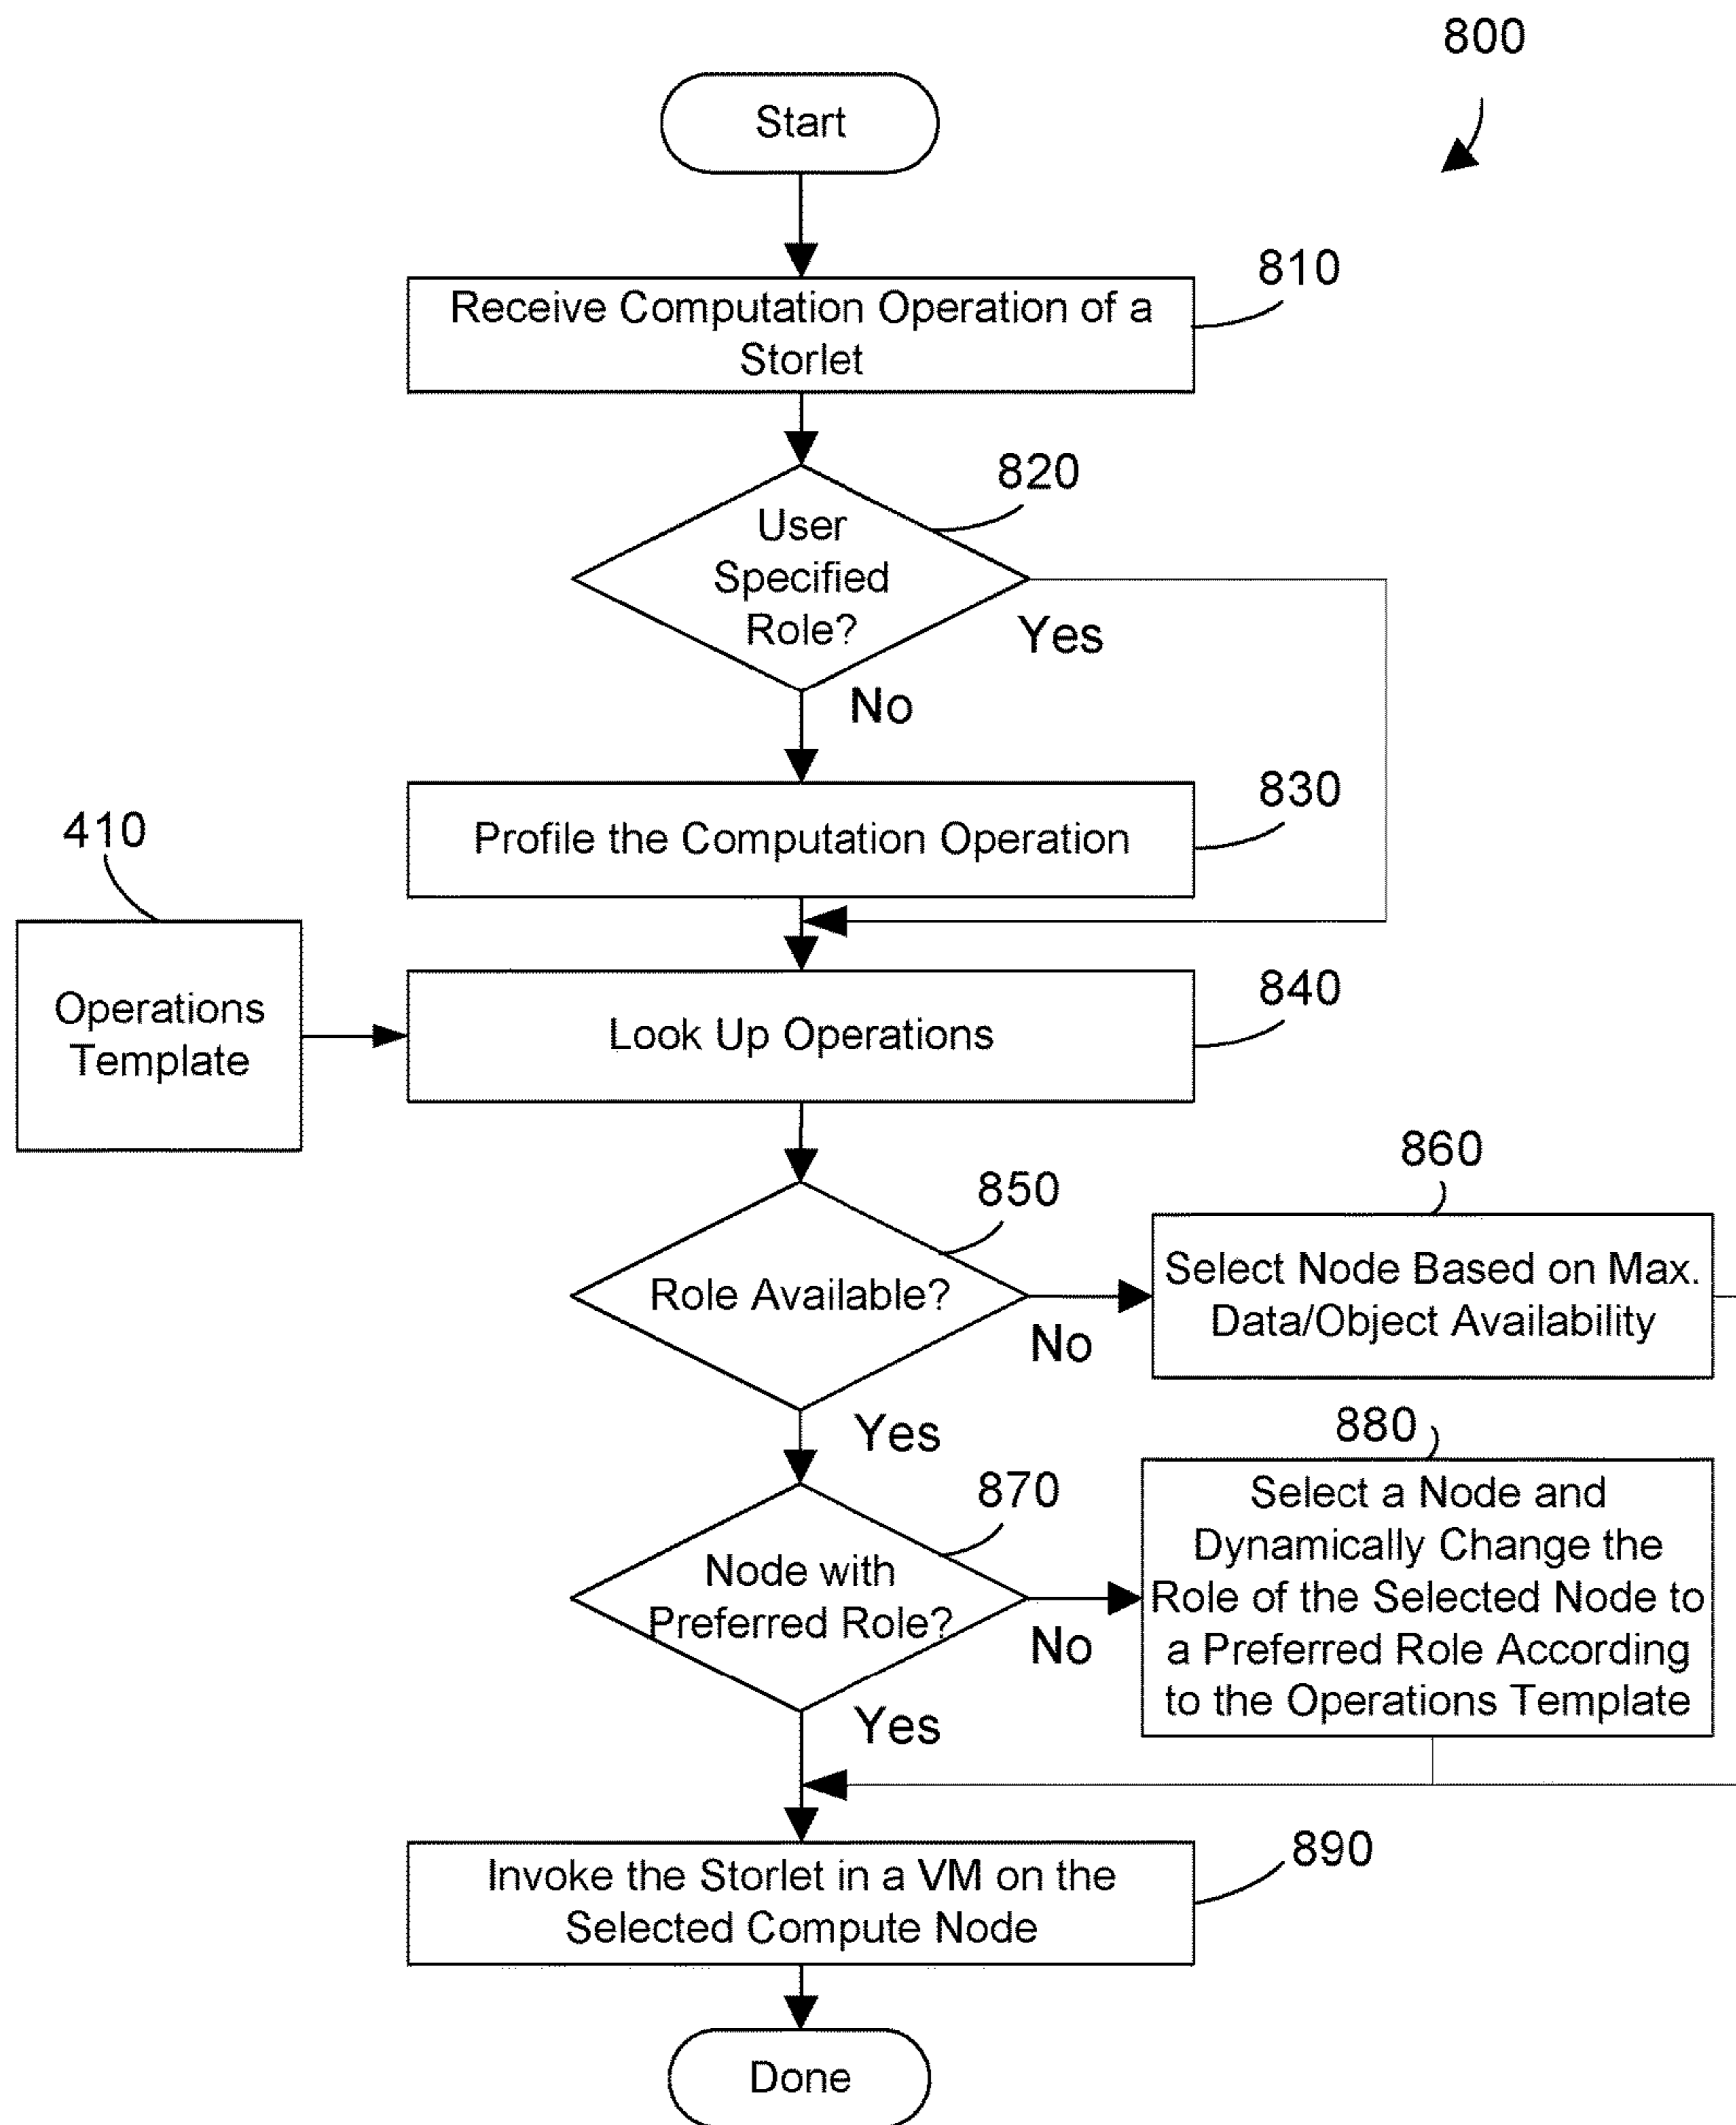 800
Start
810
Receive Computation Operation of a
Storlet
820
User
Specified
Role?
Yes
No
830
Profile the Computation Operation
410
Operations
Template
840
Look Up Operations
850
Role Available?
No
Yes
860
Select Node Based on Max.
Data/Object Availability
870
Node with
Preferred Role?
No
Yes
880
Select a Node and
Dynamically Change the
Role of the Selected Node to
a Preferred Role According
to the Operations Template
890
Invoke the Storlet in a VM on the
Selected Compute Node
Done